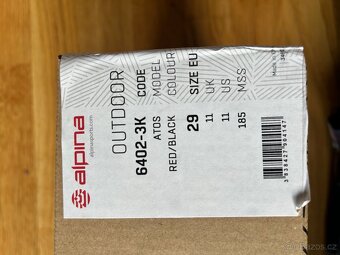 alpina
alpinasports.com
OUTDOOR
CODE
6402-3K
MODEL
ATOS
COLOUR
RED/BLACK
SIZE EU
29
UK
11
US
11
MSS
185
3838427904147